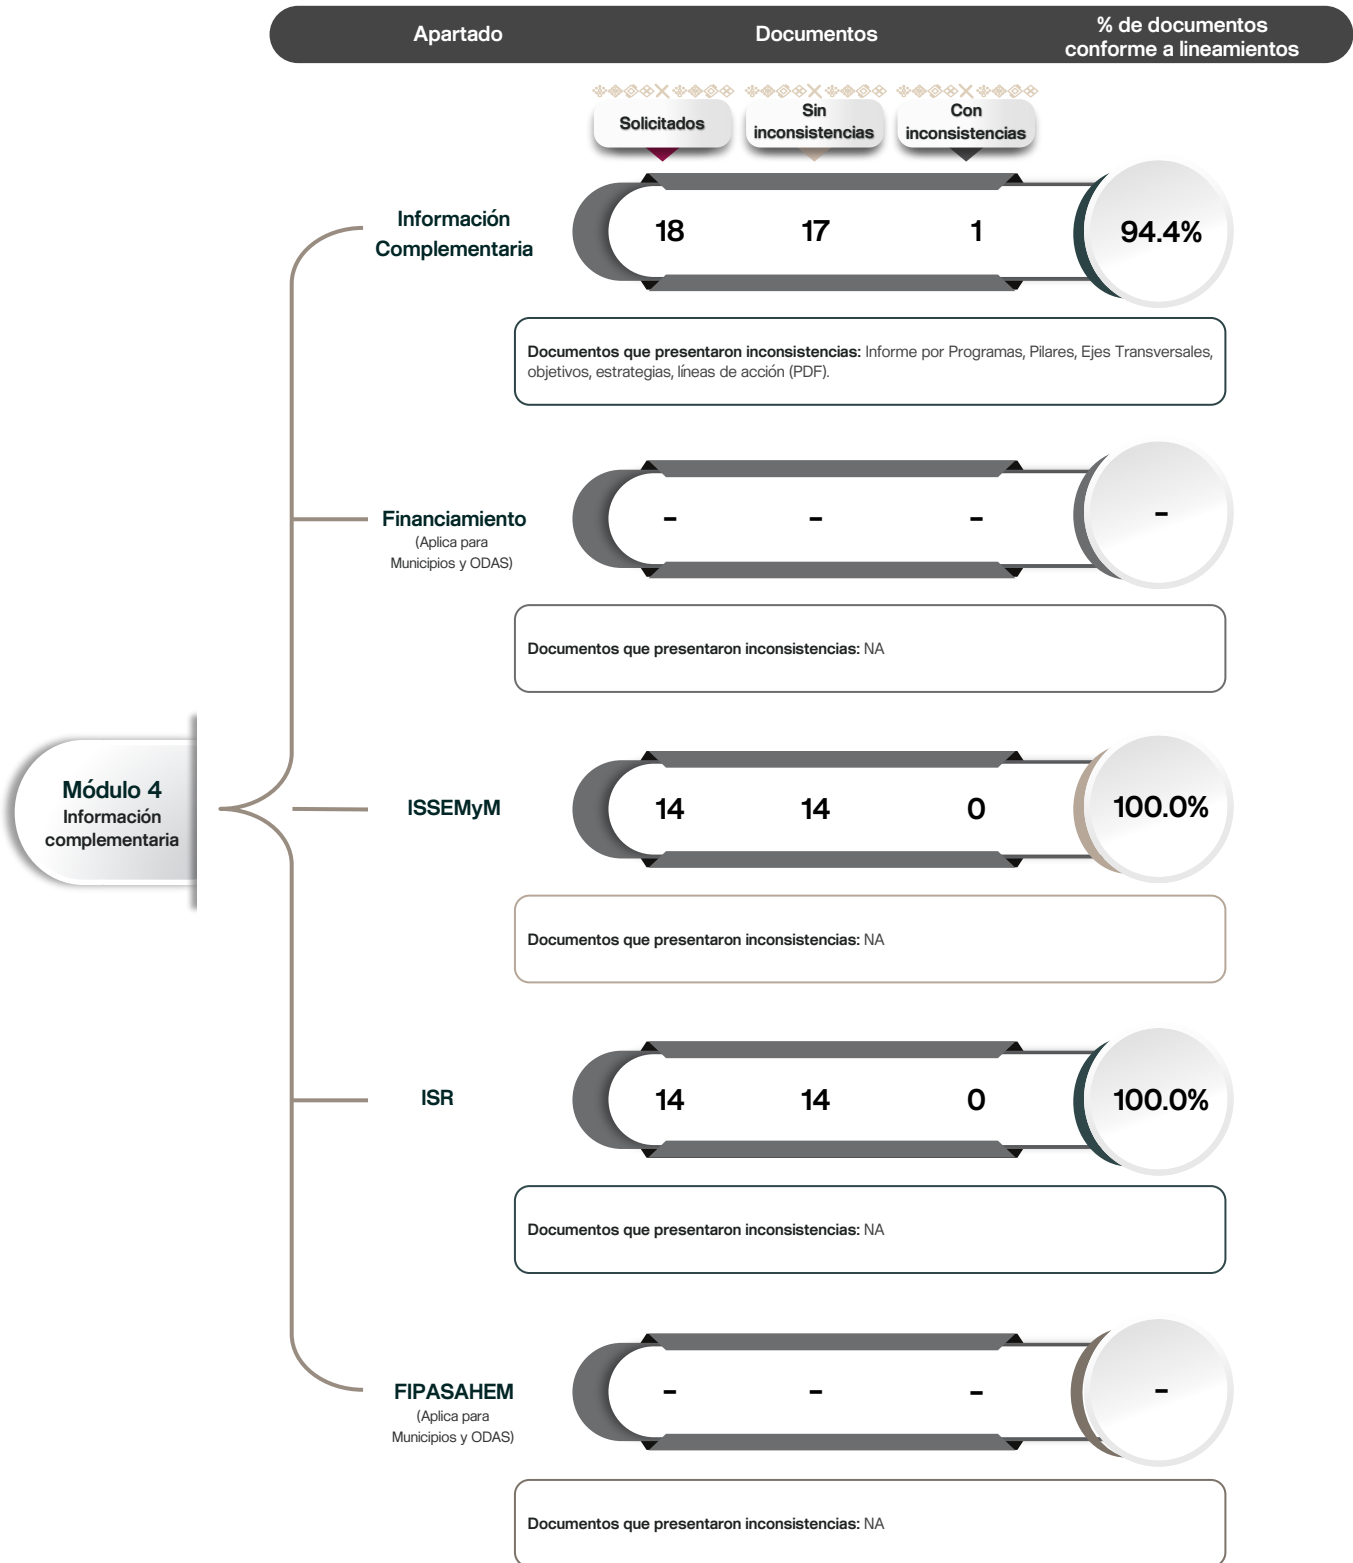 Apartado
Documentos
% de documentos
conforme a lineamientos
Solicitados
Sin
inconsistencias
Con
inconsistencias
Información
Complementaria
18
17
1
94.4%
Documentos que presentaron inconsistencias: Informe por Programas, Pilares, Ejes Transversales,
objetivos, estrategias, líneas de acción (PDF).
Financiamiento
(Aplica para
Municipios y ODAS)
-
-
-
-
Documentos que presentaron inconsistencias: NA
Módulo 4
Información
complementaria
ISSEMyM
14
14
0
100.0%
Documentos que presentaron inconsistencias: NA
ISR
14
14
0
100.0%
Documentos que presentaron inconsistencias: NA
FIPASAHEM
(Aplica para
Municipios y ODAS)
-
-
-
-
Documentos que presentaron inconsistencias: NA